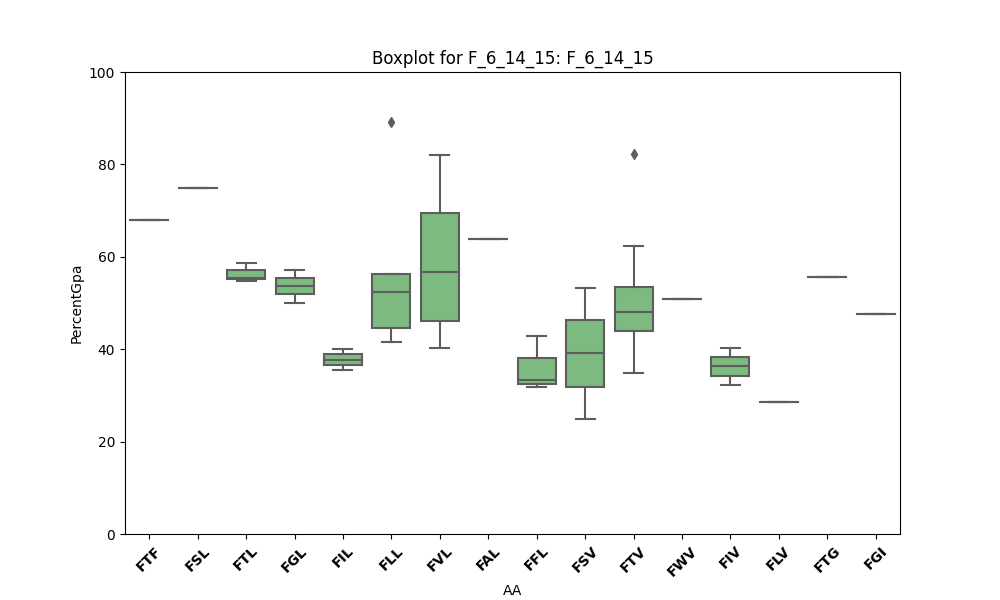 Boxplot for F_6_14_15: F_6_14_15
100
80
60
40
20
0
PercentGpa
FTF FSL FTL FGL FIL FLL FVL FAL FFL FSV FTV FWV FIV FLV FTG FGI
AA